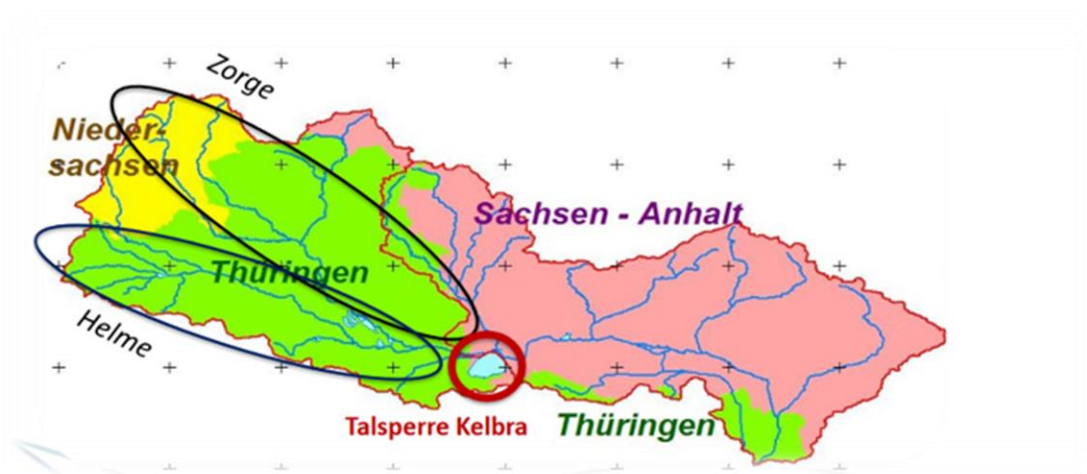 Zorge
Nieder-
sachsen
Sachsen - Anhalt
Thüringen
Helme
Talsperre Kelbra
Thüringen